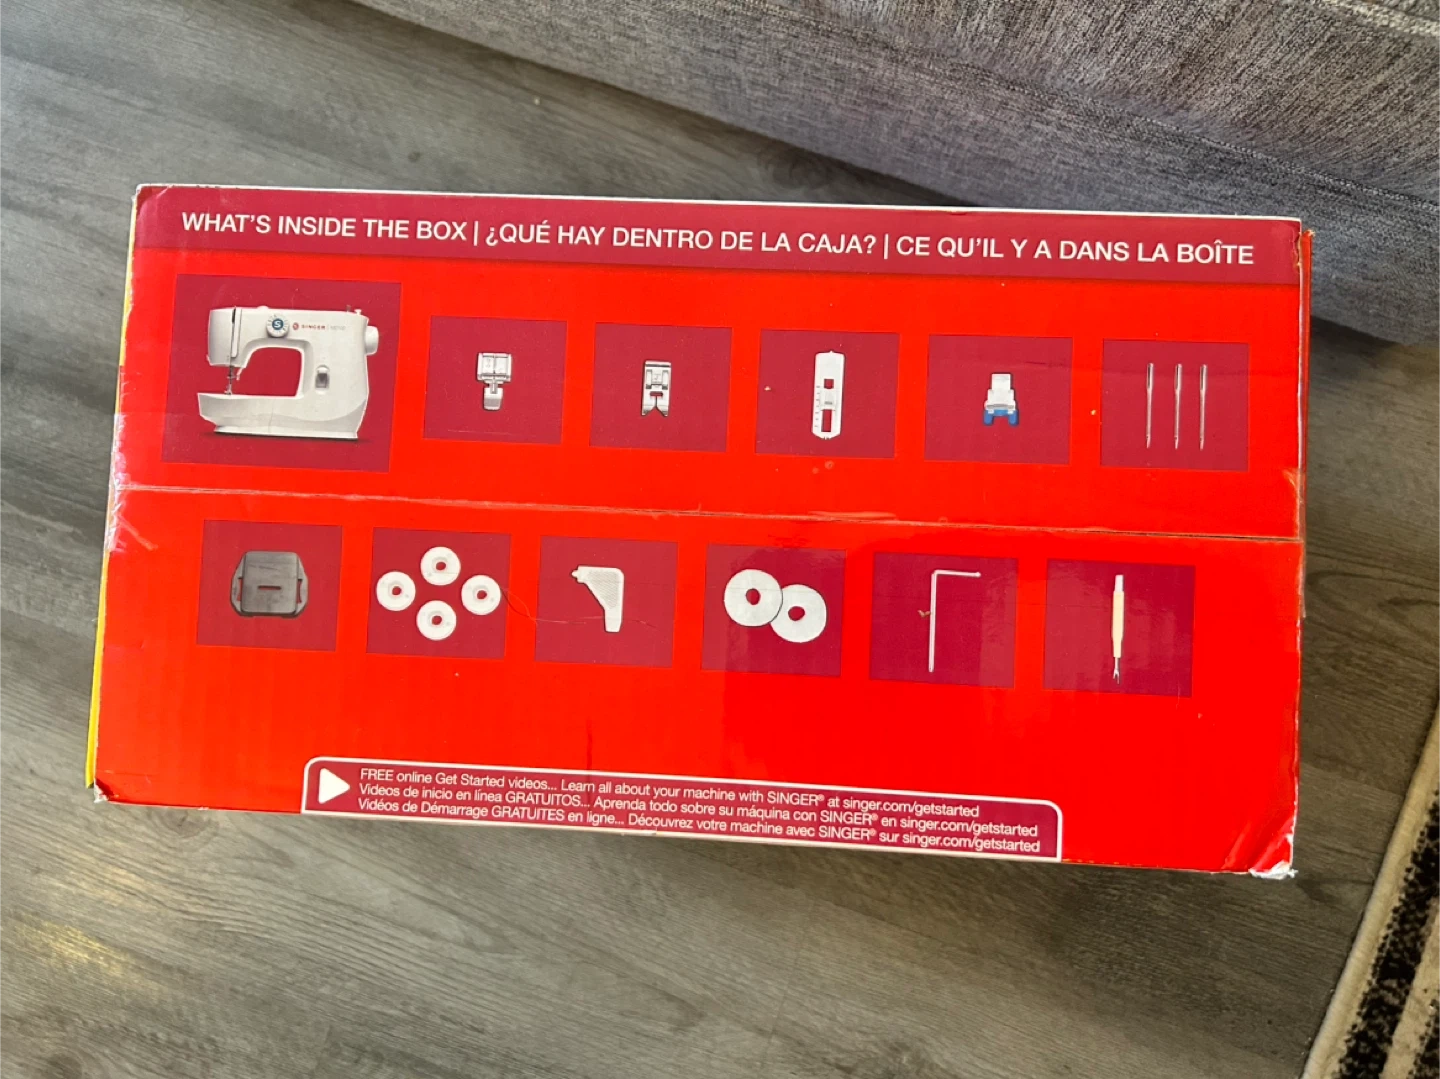 WHAT'S INSIDE THE BOX | ¿QUÉ HAY DENTRO DE LA CAJA? | CE QU'IL Y A DANS LA BOÎTE
S SINGER
FREE online Get Started videos... Learn all about your machine with SINGER® at singer.com/getstarted
Videos de inicio en línea GRATUITOS... Aprenda todo sobre su máquina con SINGER® en singer.com/getstarted
Vidéos de Démarrage GRATUITES en ligne... Découvrez votre machine avec SINGER® sur singer.com/getstarted